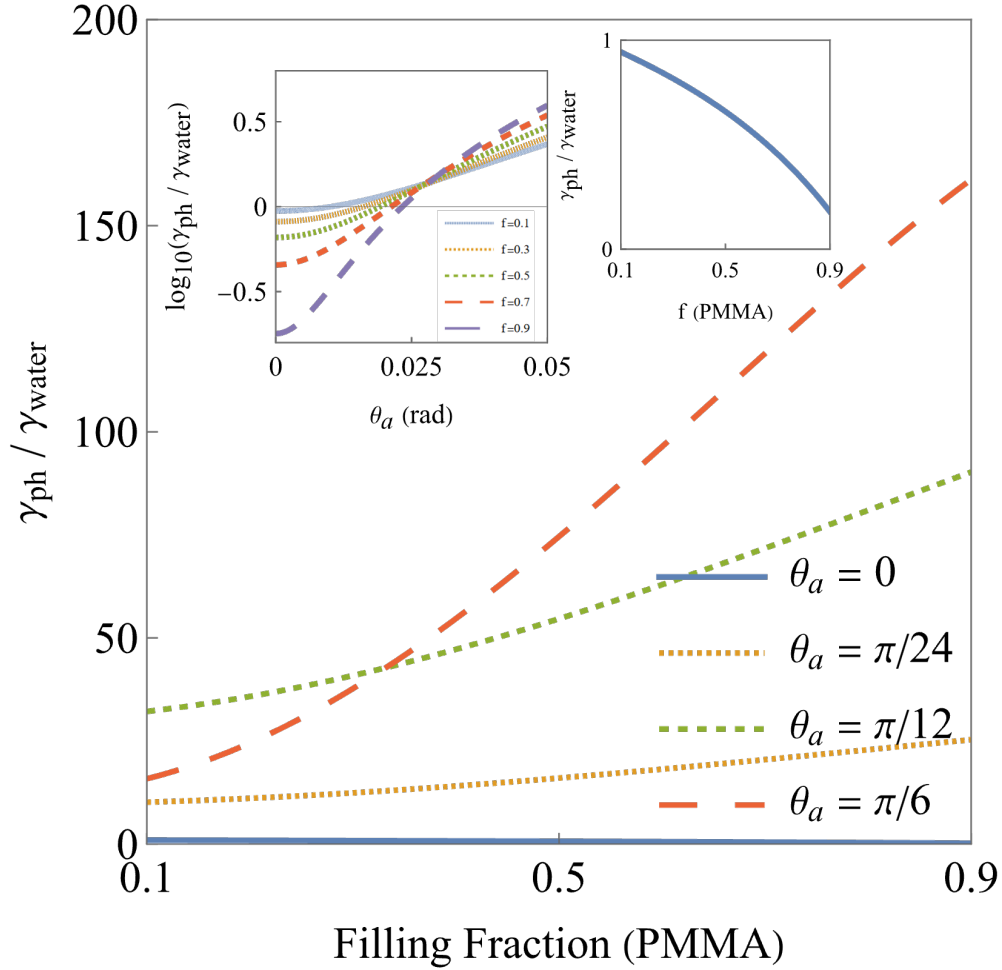 200
150
100
50
0
γph / γwater
0.1
0.5
0.9
Filling Fraction (PMMA)
log10(γph / γwater)
0.5
0
−0.5
0
0.025
0.05
θa (rad)
f=0.1
f=0.3
f=0.5
f=0.7
f=0.9
γph / γwater
1
0
0.1
0.5
0.9
f (PMMA)
θa = 0
θa = π/24
θa = π/12
θa = π/6